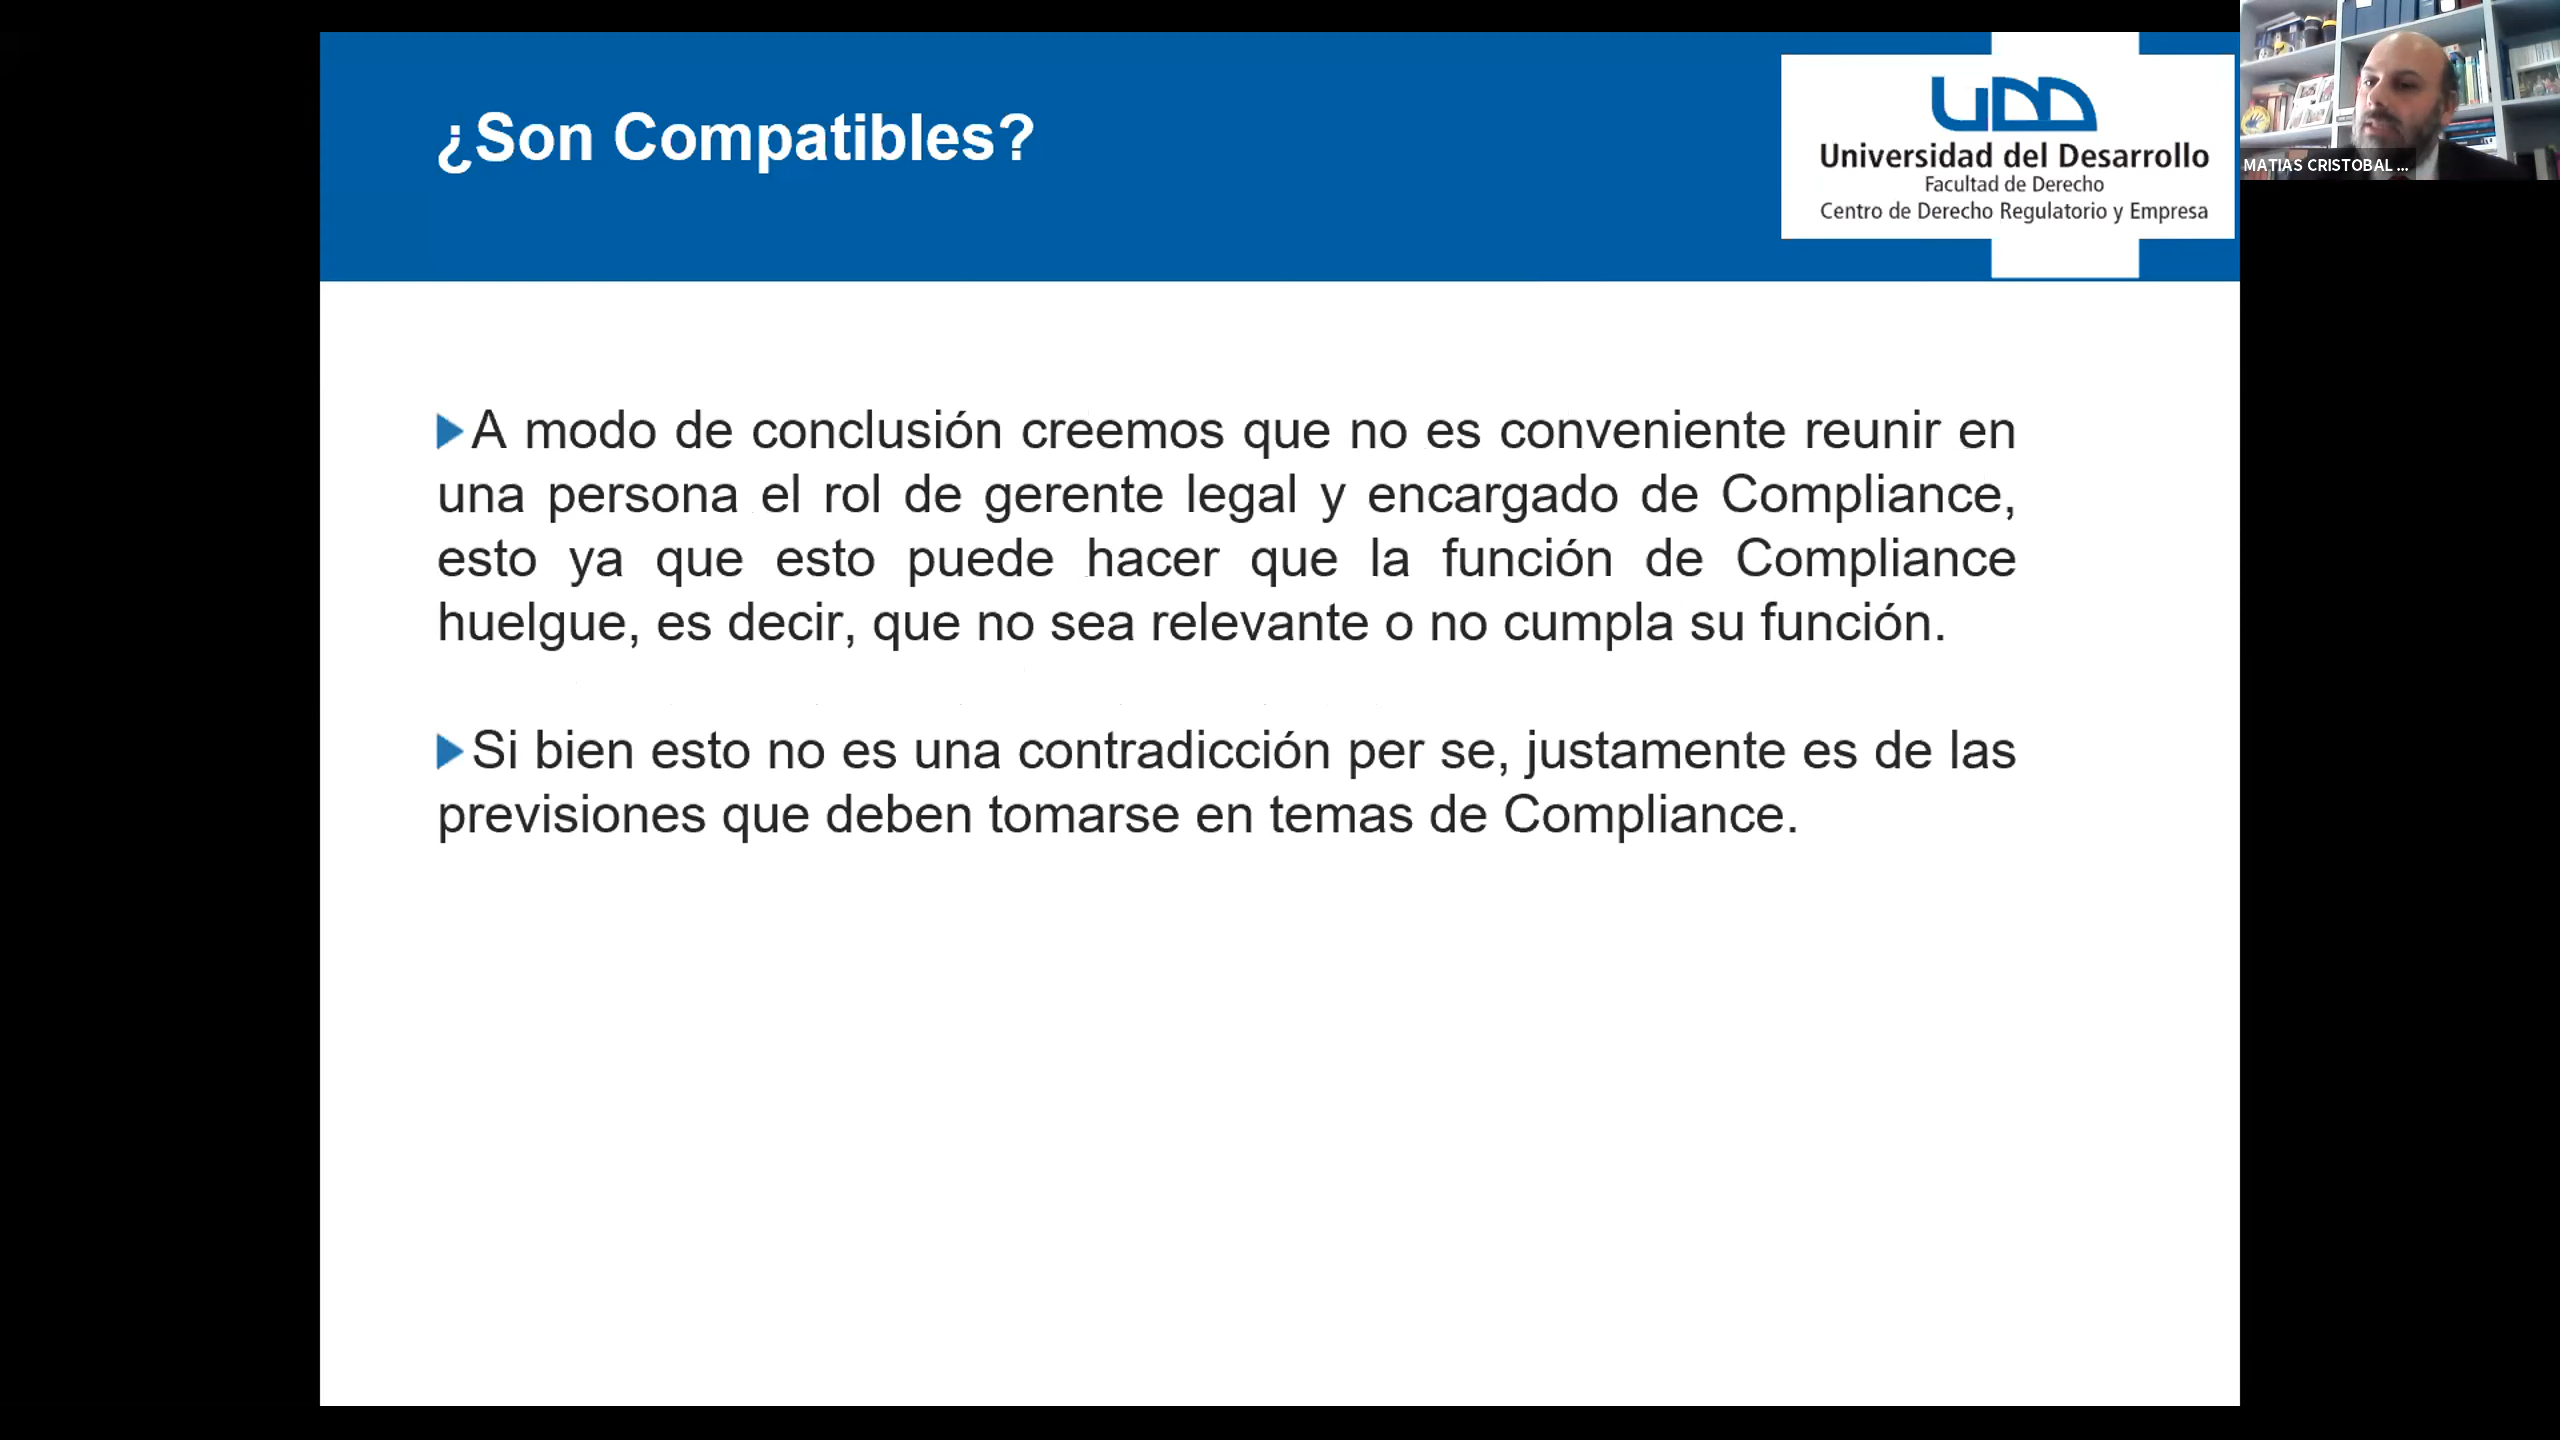 ¿Son Compatibles?
UDD
Universidad del Desarrollo
Facultad de Derecho
Centro de Derecho Regulatorio y Empresa
MATIAS CRISTOBAL ...
A modo de conclusión creemos que no es conveniente reunir en
una persona el rol de gerente legal y encargado de Compliance,
esto ya que esto puede hacer que la función de Compliance
huelgue, es decir, que no sea relevante o no cumpla su función.
Si bien esto no es una contradicción per se, justamente es de las
previsiones que deben tomarse en temas de Compliance.